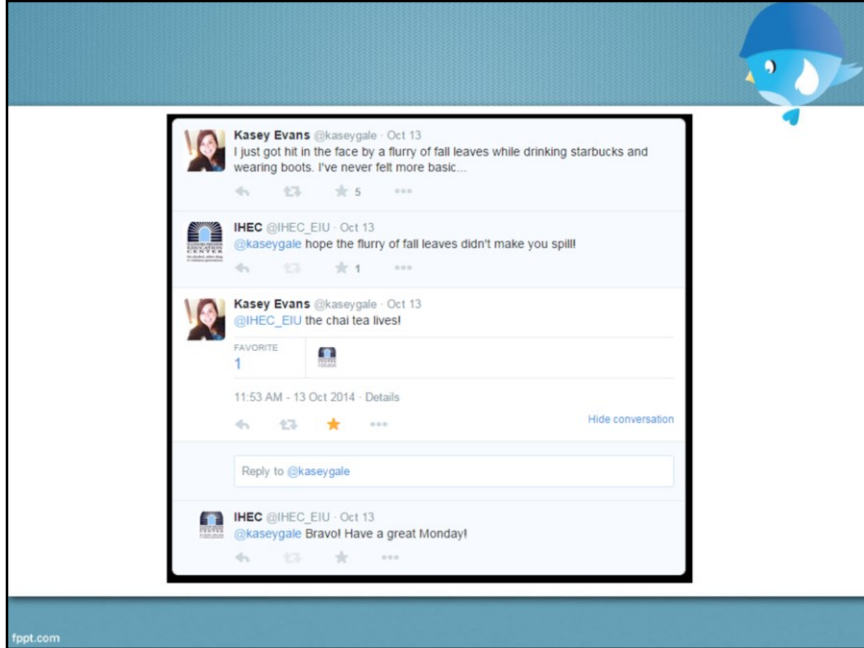 Kasey Evans @kaseygale · Oct 13
I just got hit in the face by a flurry of fall leaves while drinking starbucks and
wearing boots. I've never felt more basic...
5
IHEC @IHEC_EIU · Oct 13
@kaseygale hope the flurry of fall leaves didn't make you spill!
1
Kasey Evans @kaseygale · Oct 13
@IHEC_EIU the chai tea lives!
FAVORITE
1
11:53 AM - 13 Oct 2014 · Details
Hide conversation
Reply to @kaseygale
IHEC @IHEC_EIU · Oct 13
@kaseygale Bravo! Have a great Monday!
fppt.com